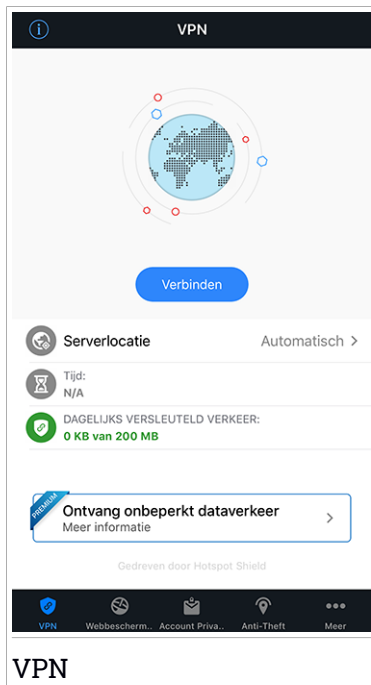 VPN
Verbinden
Serverlocatie
Automatisch
Tijd:
N/A
DAGELIJKS VERSLEUTELD VERKEER:
0 KB van 200 MB
PREMIUM
Ontvang onbeperkt dataverkeer
Meer informatie
Gedreven door Hotspot Shield
VPN
Webbescherm..
Account Priva..
Anti-Theft
Meer
VPN